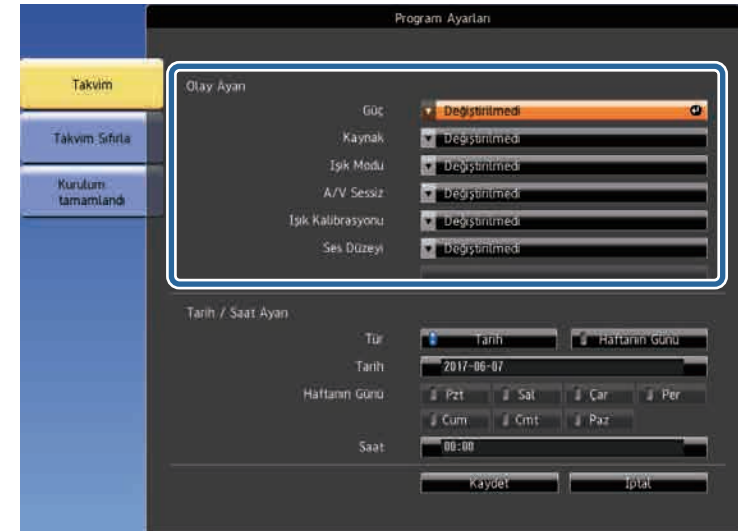 Program Ayarları
Takvim
Takvim Sıfırla
Kurulum
tamamlandı
Olay Ayarı
Güç Değiştirilmedi
Kaynak Değiştirilmedi
Işık Modu Değiştirilmedi
A/V Sessiz Değiştirilmedi
Işık Kalibrasyonu Değiştirilmedi
Ses Düzeyi Değiştirilmedi
Tarih / Saat Ayarı
Tür Tarih Haftanın Günü
Tarih 2017-06-07
Haftanın Günü Pzt Sal Çar Per
Cum Cmt Paz
Saat 00:00
Kaydet İptal